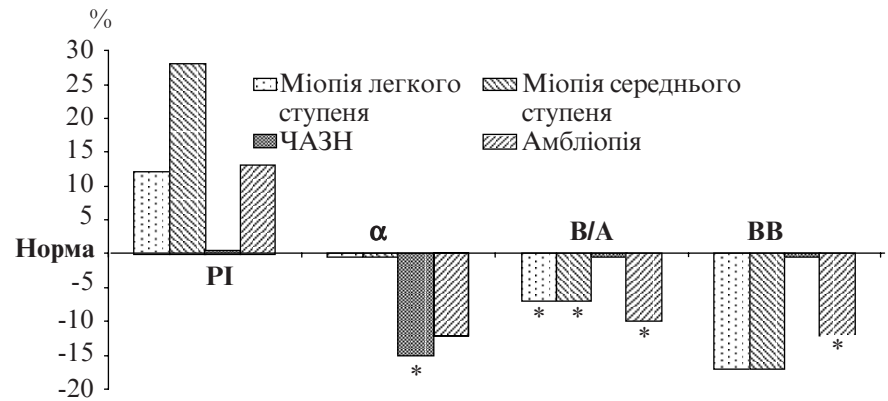 %
30
25
20
15
10
5
Норма
-5
-10
-15
-20
Міопія легкого
ступеня
Міопія середнього
ступеня
ЧАЗН
Амбліопія
PI
α
B/A
BB
*
* *
*
*